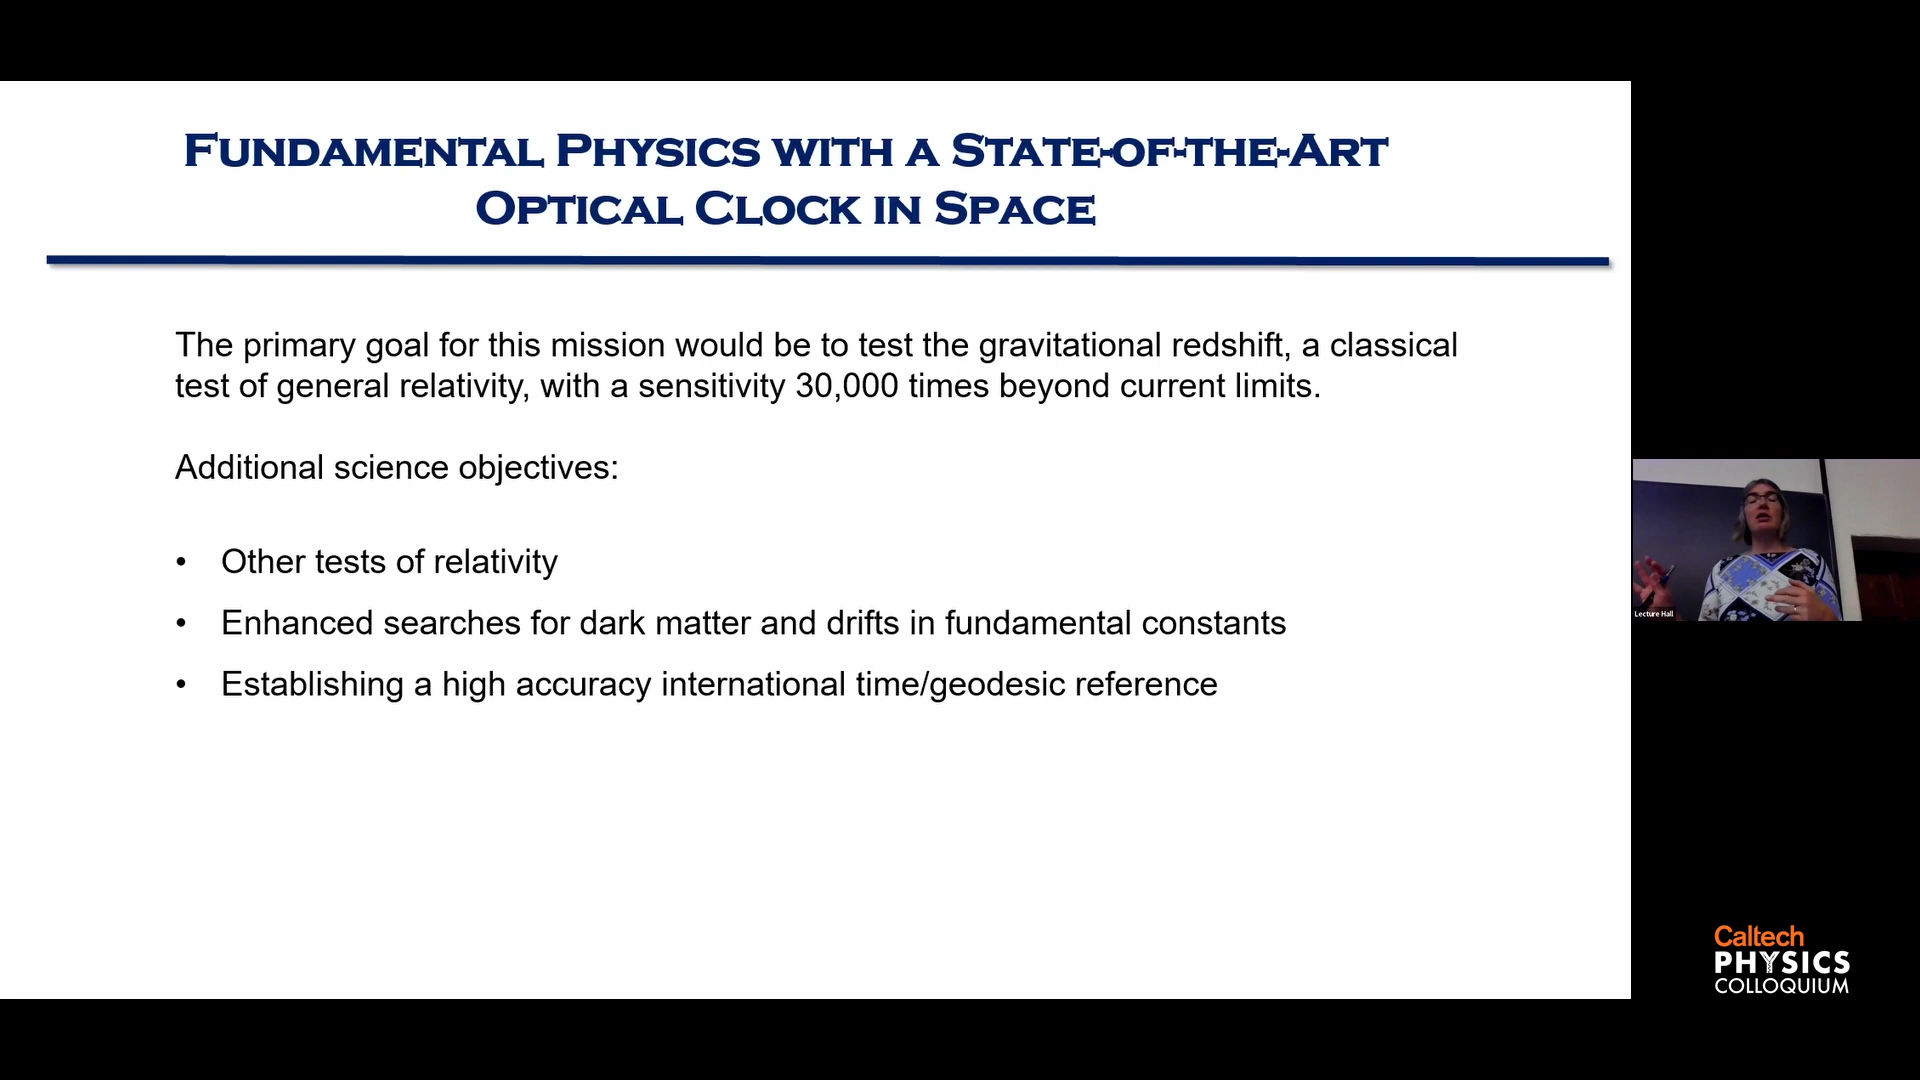 Fundamental Physics with a State-of-the-Art
Optical Clock in Space
The primary goal for this mission would be to test the gravitational redshift, a classical
test of general relativity, with a sensitivity 30,000 times beyond current limits.
Additional science objectives:
• Other tests of relativity
• Enhanced searches for dark matter and drifts in fundamental constants
• Establishing a high accuracy international time/geodesic reference
Lecture Hall
Caltech
PHYSICS
COLLOQUIUM